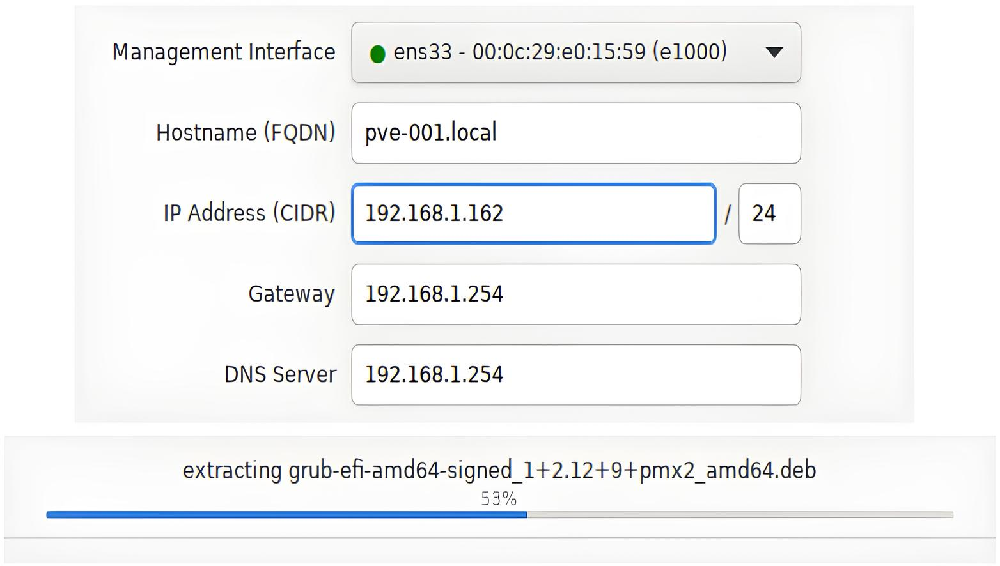 Management Interface ens33 - 00:0c:29:e0:15:59 (e1000)
Hostname (FQDN) pve-001.local
IP Address (CIDR) 192.168.1.162 / 24
Gateway 192.168.1.254
DNS Server 192.168.1.254
extracting grub-efi-amd64-signed_1+2.12+9+pmx2_amd64.deb
53%